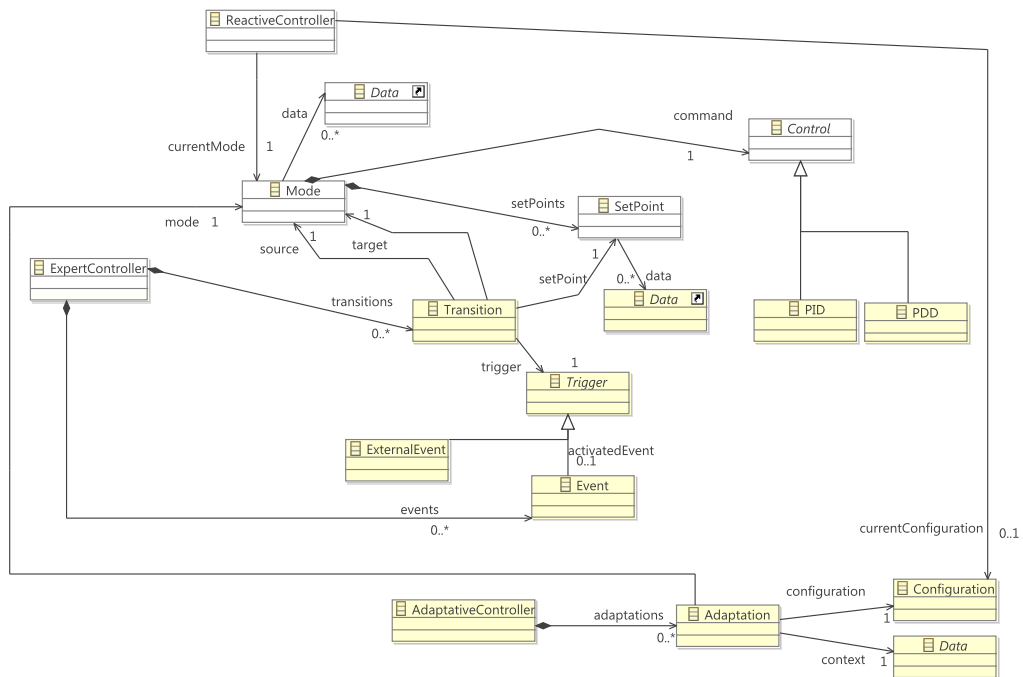 ReactiveController
Data
data
0..*
command
Control
currentMode
1
1
Mode
SetPoint
setPoints
0..*
mode
1
1
1
source
target
1
ExpertController
setPoint
0..*
data
Data
transitions
Transition
PID
PDD
0..*
trigger
1
Trigger
ExternalEvent
activatedEvent
0..1
Event
events
0..*
currentConfiguration
0..1
configuration
Configuration
AdaptativeController
adaptations
Adaptation
1
0..*
Data
context
1